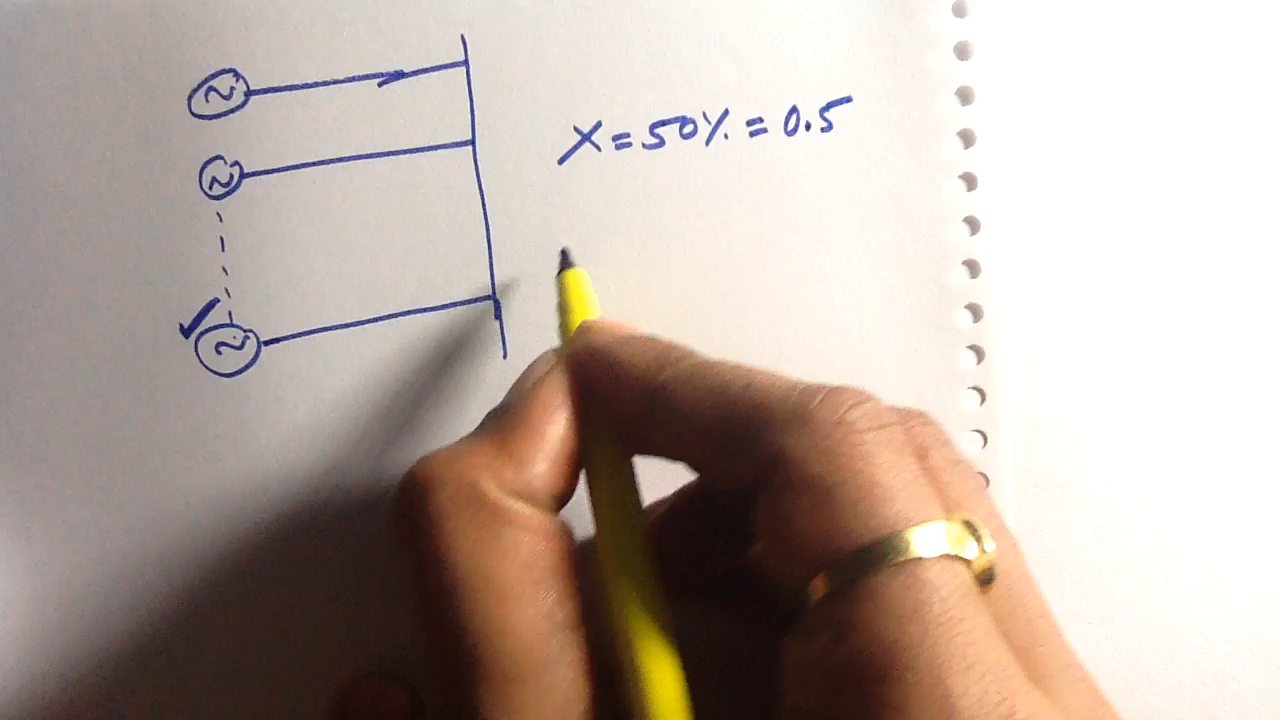 X = 50% = 0.5